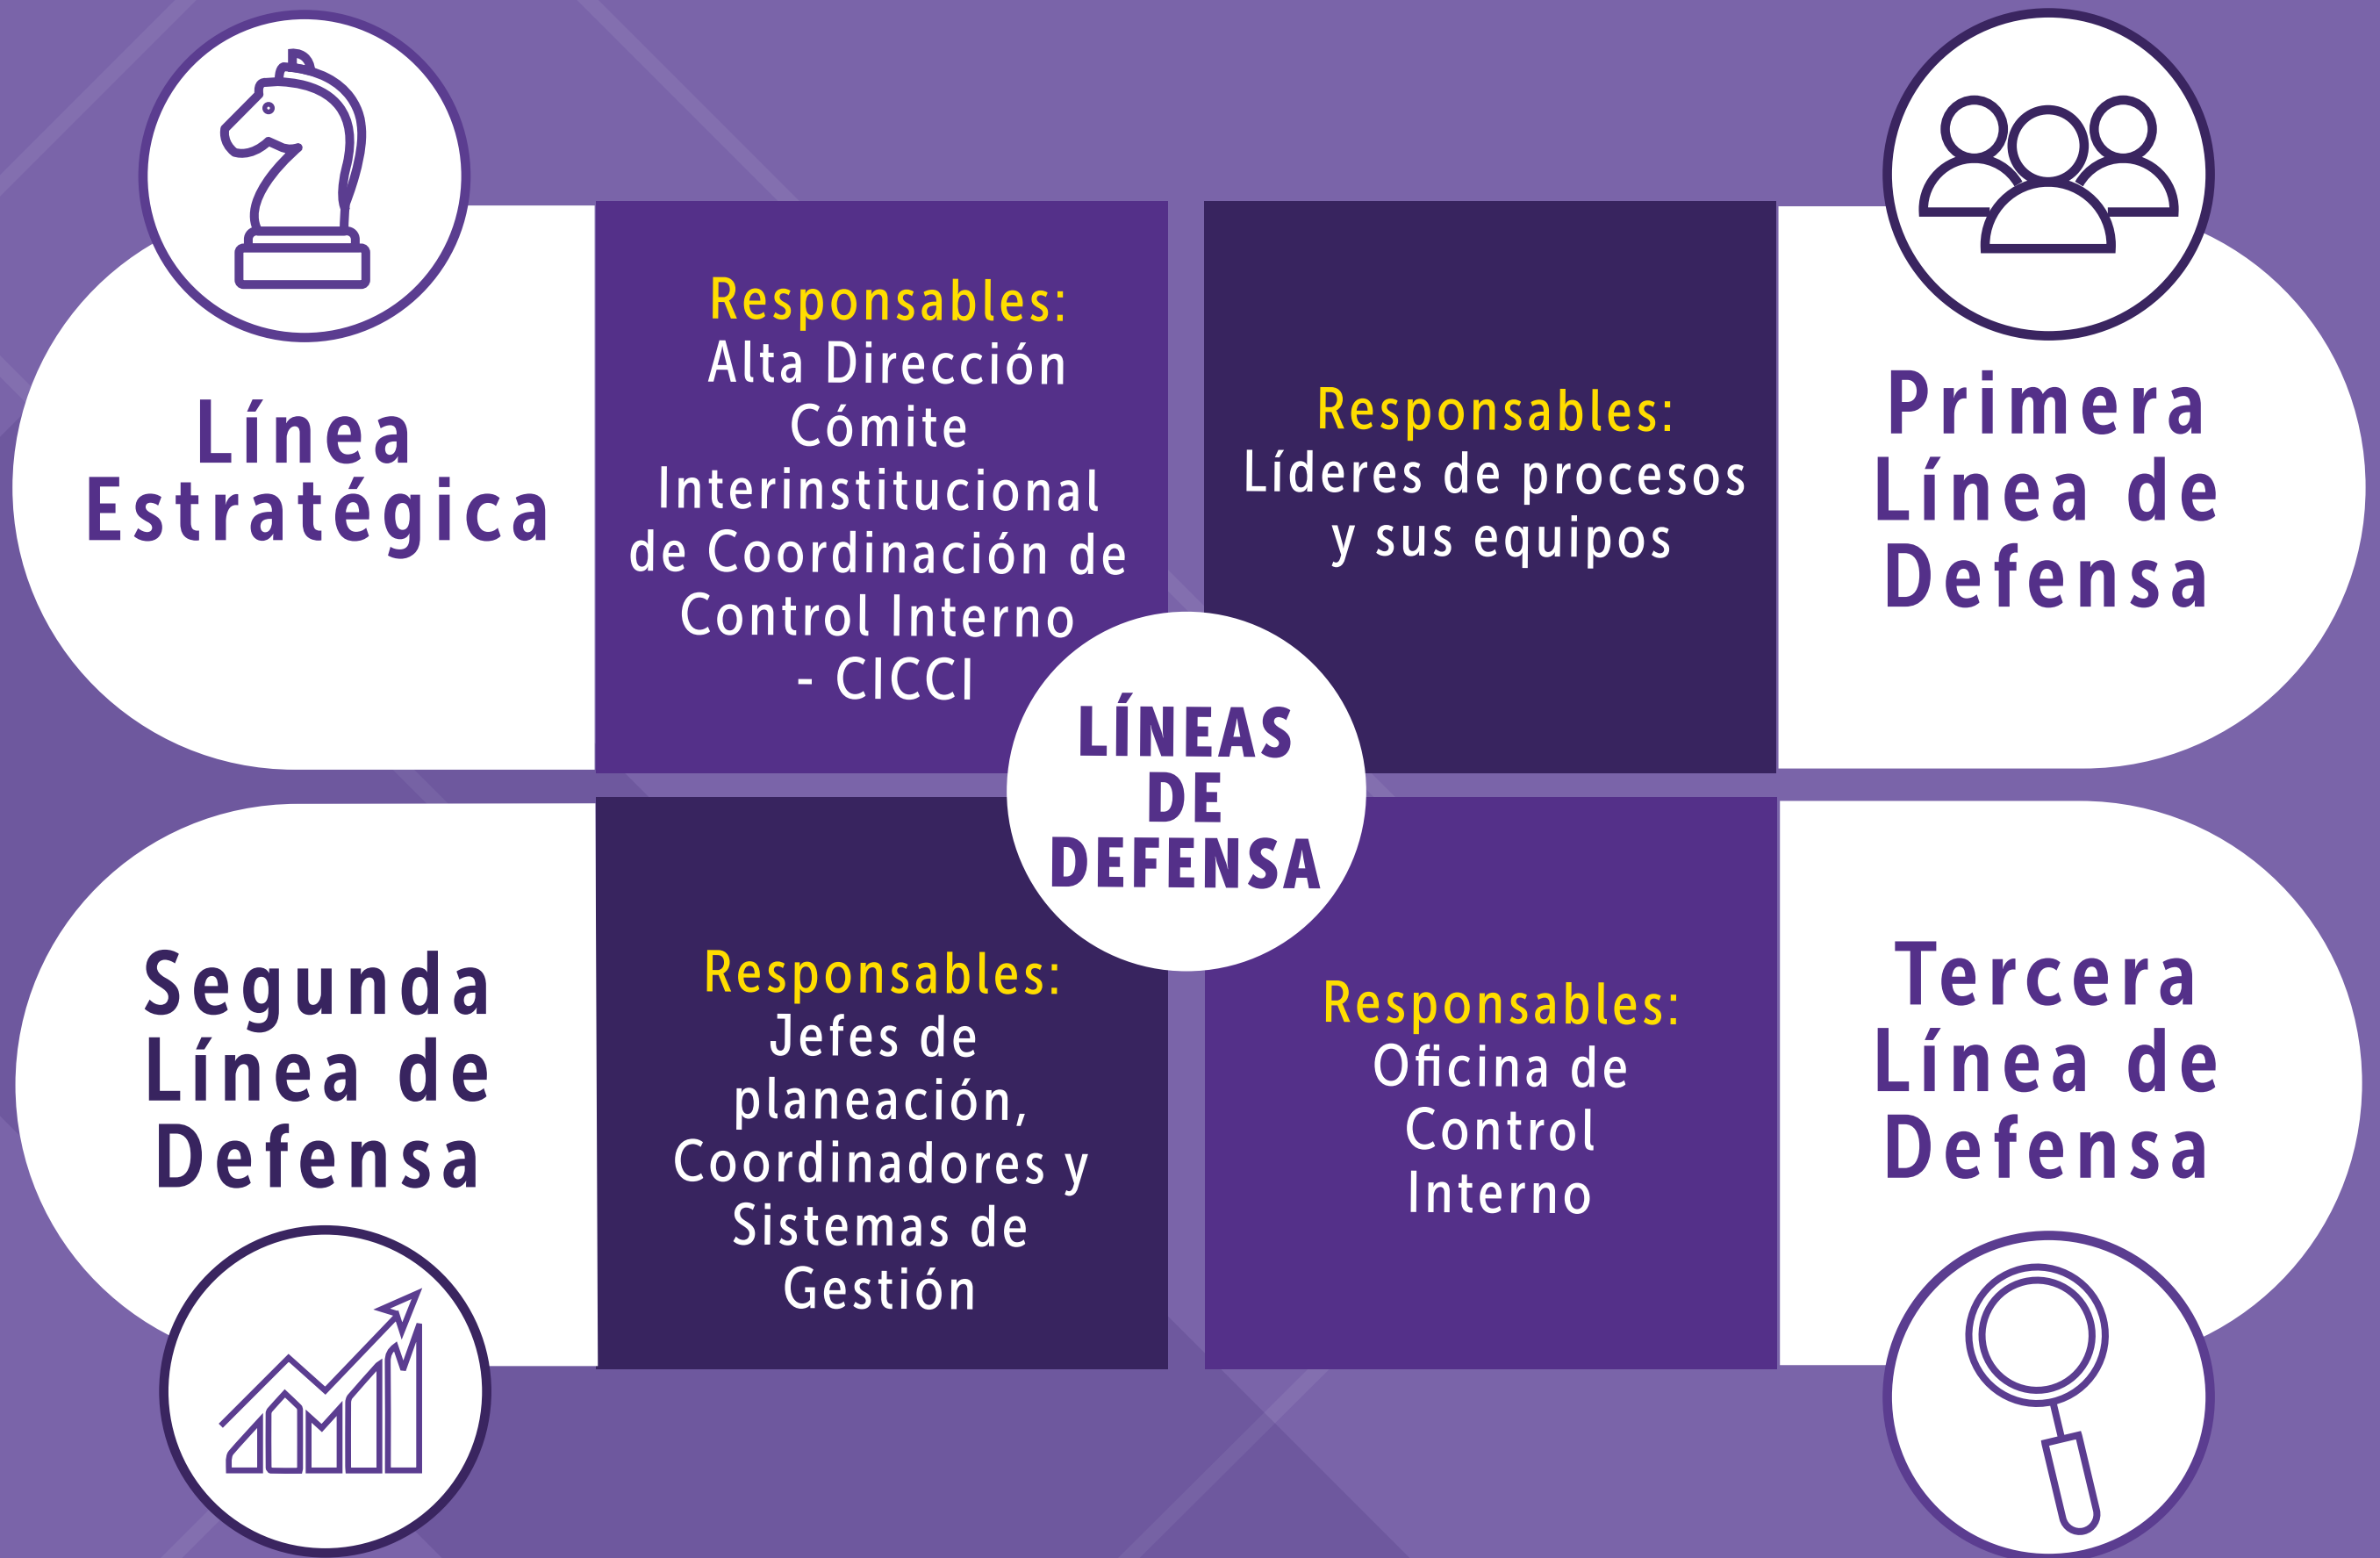 Línea
Estratégica
Responsables:
Alta Dirección
Cómite
Interinstitucional
de Coordinación de
Control Interno
- CICCI
Responsables:
Líderes de procesos
y sus equipos
Primera
Línea de
Defensa
LÍNEAS
DE
DEFENSA
Segunda
Línea de
Defensa
Responsables:
Jefes de
planeación,
Coordinadores y
Sistemas de
Gestión
Responsables:
Oficina de
Control
Interno
Tercera
Línea de
Defensa